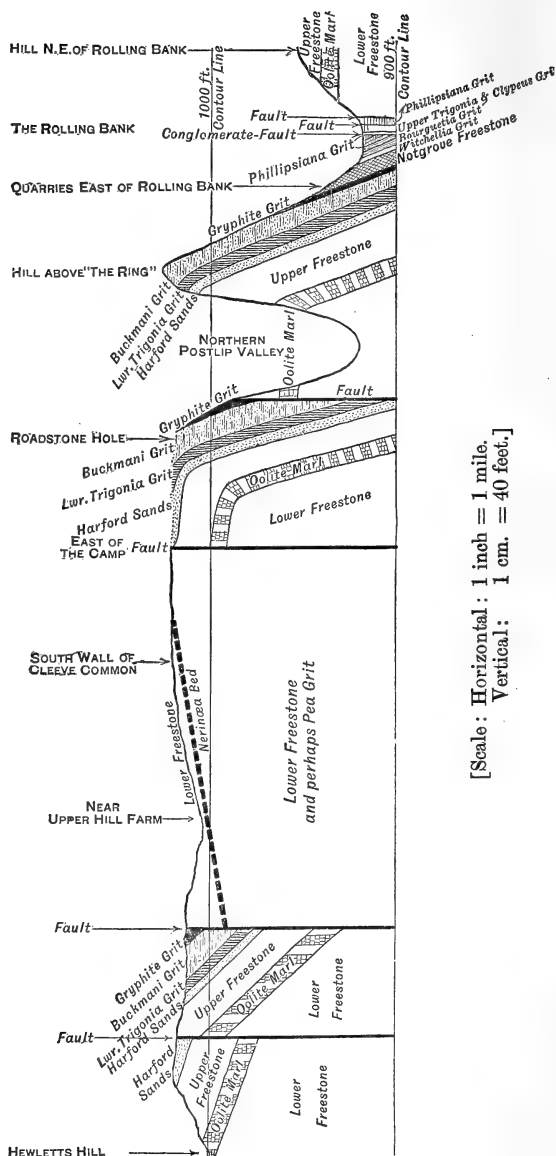 HILL N.E. OF ROLLING BANK
Upper
Freestone
Oolite Marl
Lower
Freestone
1000 ft.
Contour Line
900 ft.
Contour Line
Fault
Fault
Conglomerate-Fault
THE ROLLING BANK
Phillipsiana Grit
Phillipsiana Grit
Upper Trigonia & Clypeus Grit
Bourguetia Grit
Witchellia Grit
Notgrove Freestone
QUARRIES EAST OF ROLLING BANK
Gryphite Grit
HILL ABOVE "THE RING"
Buckmani Grit
Lwr. Trigonia Grit
Harford Sands
Upper Freestone
Oolite Marl
NORTHERN
POSTLIP VALLEY
Fault
Gryphite Grit
ROADSTONE HOLE
Buckmani Grit
Lwr. Trigonia Grit
Harford Sands
Oolite Marl
Lower Freestone
EAST OF
THE CAMP
Fault
SOUTH WALL OF
CLEEVE COMMON
Lower Freestone
Nerinœa Bed
Lower Freestone
and perhaps Pea Grit
NEAR
UPPER HILL FARM
Fault
Gryphite Grit
Buckmani Grit
Lwr. Trigonia Grit
Harford Sands
Upper Freestone
Oolite Marl
Lower
Freestone
Fault
Harford
Sands
Upper
Freestone
Oolite Marl
Lower
Freestone
HEWLETTS HILL
[Scale: Horizontal: 1 inch = 1 mile.
Vertical: 1 cm. = 40 feet.]